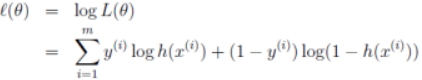 ℓ(θ) = log L(θ)
= ∑_{i=1}^{m} y^{(i)} log h(x^{(i)}) + (1 − y^{(i)}) log(1 − h(x^{(i)}))